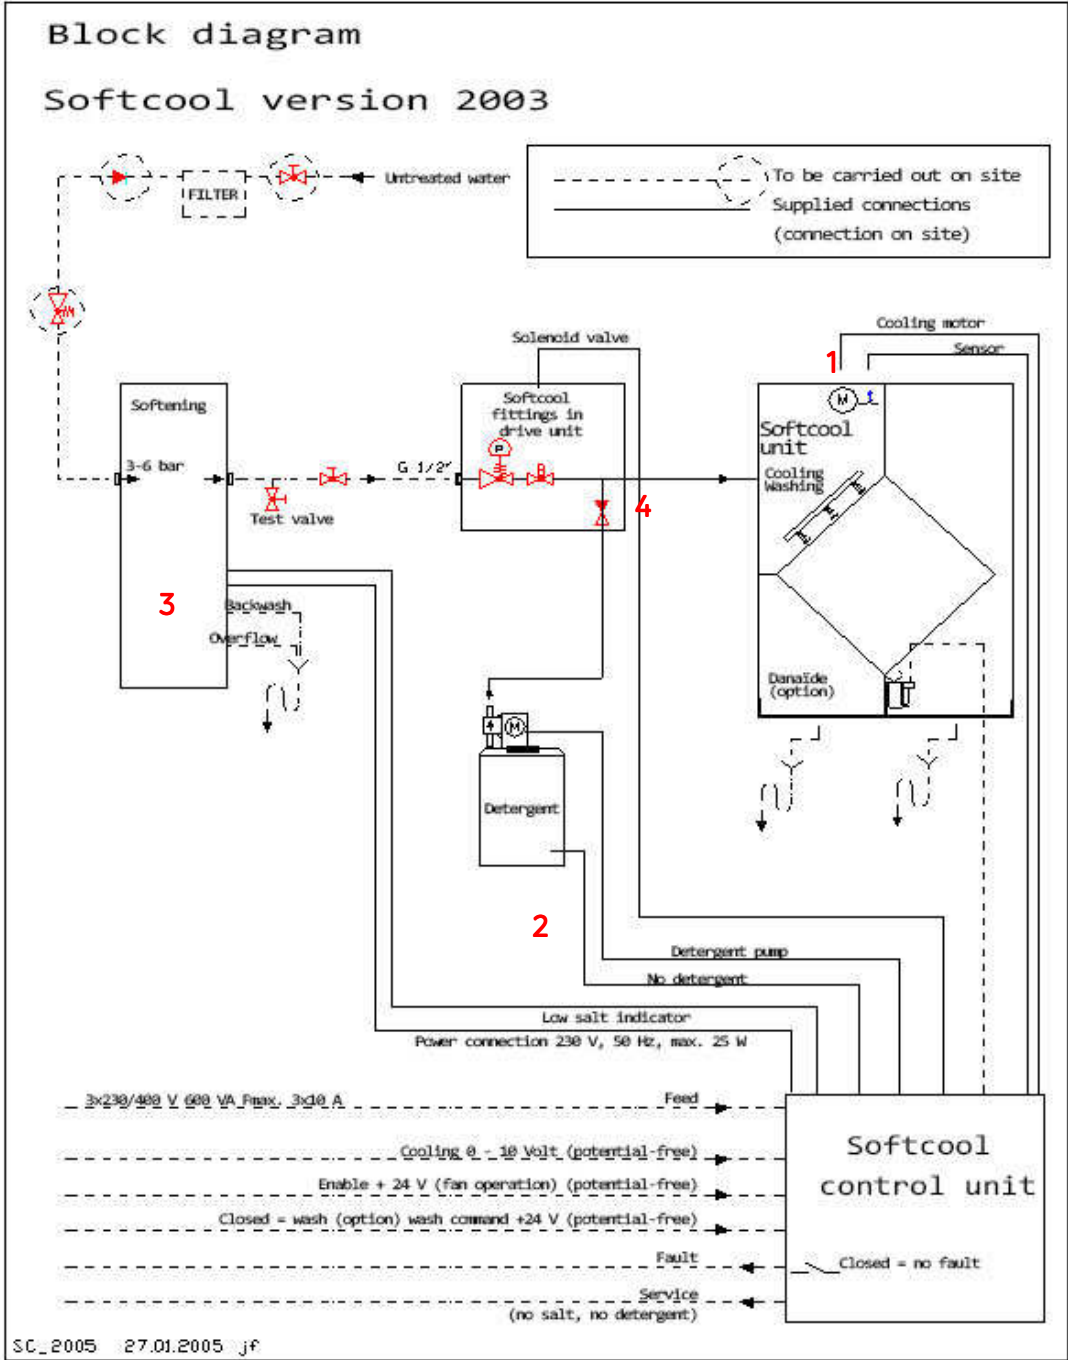 Block diagram
Softcool version 2003
Untreated water
FILTER
To be carried out on site
Supplied connections
(connection on site)
Cooling motor
Sensor
Solenoid valve
1
M
Softening
Softcool
fittings in
drive unit
P
Softcool
unit
Cooling
Washing
3-6 bar
G 1/2"
4
Test valve
3
Backwash
Overflow
Danaïde
(option)
M
Detergent
2
Detergent pump
No detergent
Low salt indicator
Power connection 230 V, 50 Hz, max. 25 W
3x230/400 V 600 VA Pmax. 3x10 A
Feed
Softcool
control unit
Cooling 0 - 10 Volt (potential-free)
Enable + 24 V (fan operation) (potential-free)
Closed = wash (option) wash command +24 V (potential-free)
Fault
Closed = no fault
Service
(no salt, no detergent)
SC_2005 27.01.2005 jf